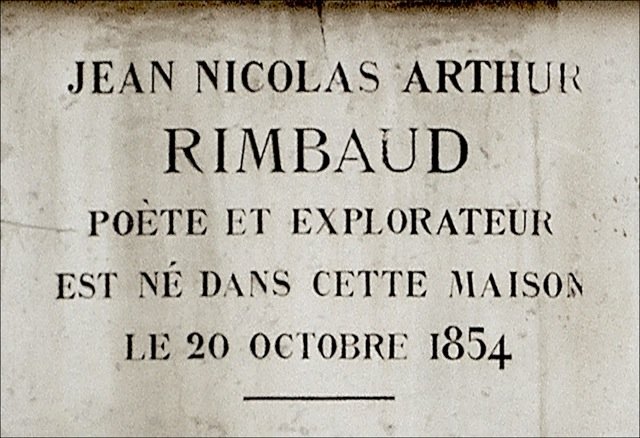 JEAN NICOLAS ARTHUR
RIMBAUD
POÈTE ET EXPLORATEUR
EST NÉ DANS CETTE MAISON
LE 20 OCTOBRE 1854